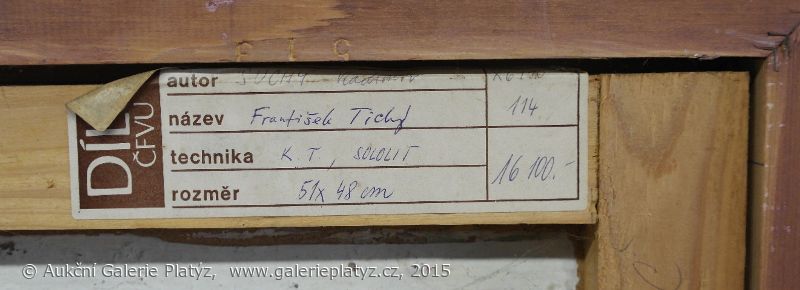 DÍLO
ČFVU
autor SUCHÝ
název František Tichý
114
technika K.T., SOLOLIT
rozměr 51x 48 cm
16 100.-
© Aukční Galerie Platýz, www.galerieplatyz.cz, 2015